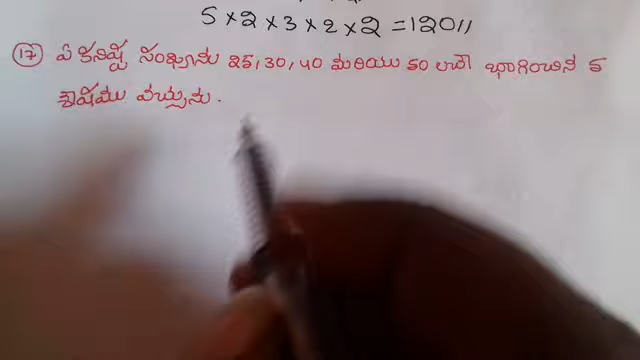 5 × 2 × 3 × 2 × 2 = 120//
17 ఏ కనిష్ట సంఖ్యను 25, 30, 40 మరియు 50 లచే భాగించిన 5
శేషము వచ్చును.